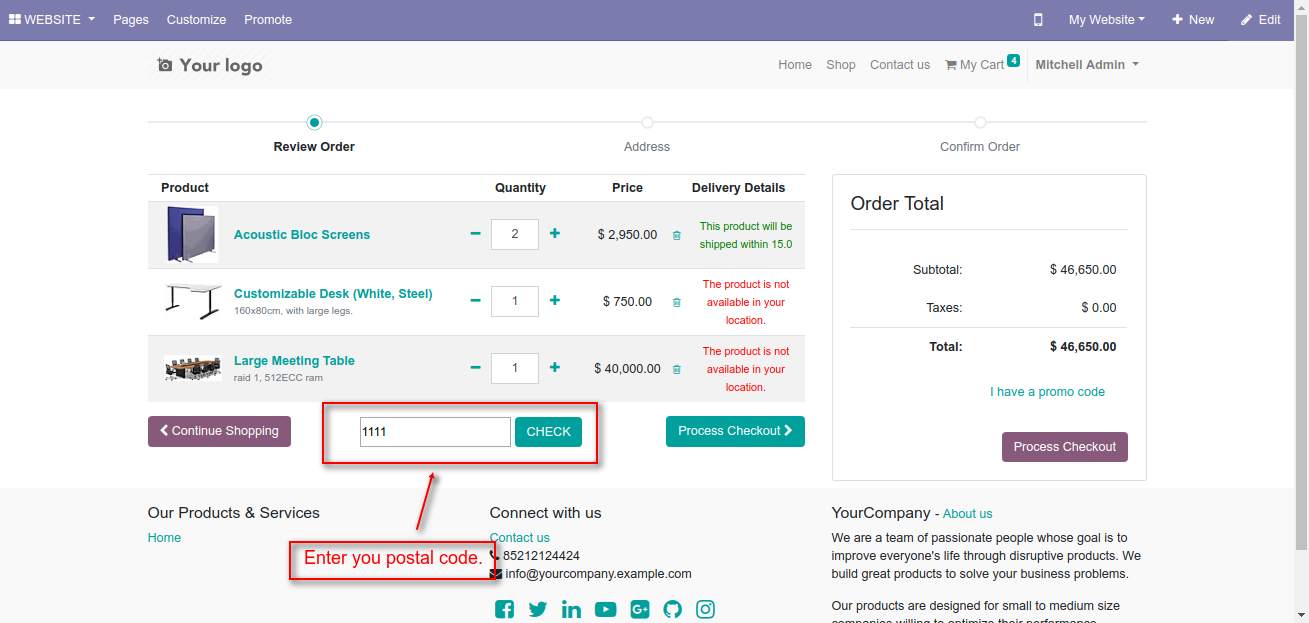 WEBSITE Pages Customize Promote My Website New Edit
Your logo Home Shop Contact us My Cart 4 Mitchell Admin
Review Order Address Confirm Order
Product Quantity Price Delivery Details
Acoustic Bloc Screens 2 $ 2,950.00 This product will be
shipped within 15.0
Customizable Desk (White, Steel)
160x80cm, with large legs.
1 $ 750.00
The product is not
available in your
location.
Large Meeting Table
raid 1, 512ECC ram
1 $ 40,000.00
The product is not
available in your
location.
Continue Shopping 1111 CHECK Process Checkout
Order Total
Subtotal: $ 46,650.00
Taxes: $ 0.00
Total: $ 46,650.00
I have a promo code
Process Checkout
Enter you postal code.
Our Products & Services
Home
Connect with us
Contact us
85212124424
info@yourcompany.example.com
YourCompany - About us
We are a team of passionate people whose goal is to
improve everyone's life through disruptive products. We
build great products to solve your business problems.
Our products are designed for small to medium size
companies willing to optimize their performance.